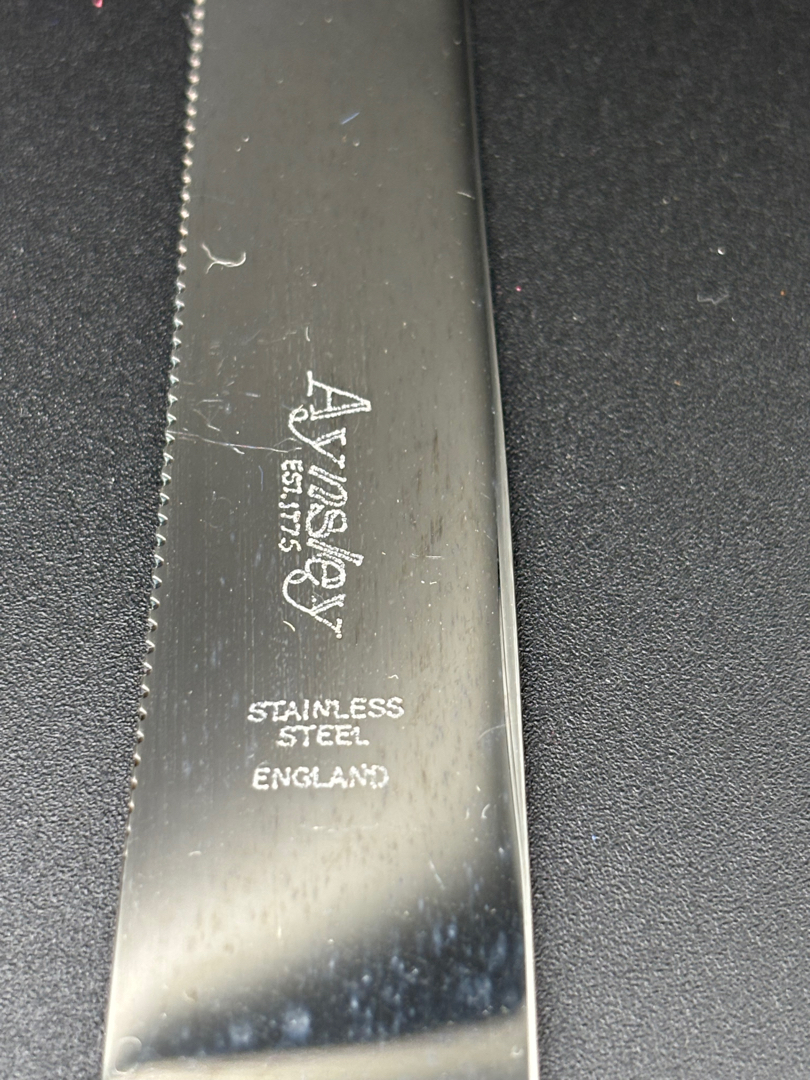 Aynsley
EST. 1775
STAINLESS
STEEL
ENGLAND